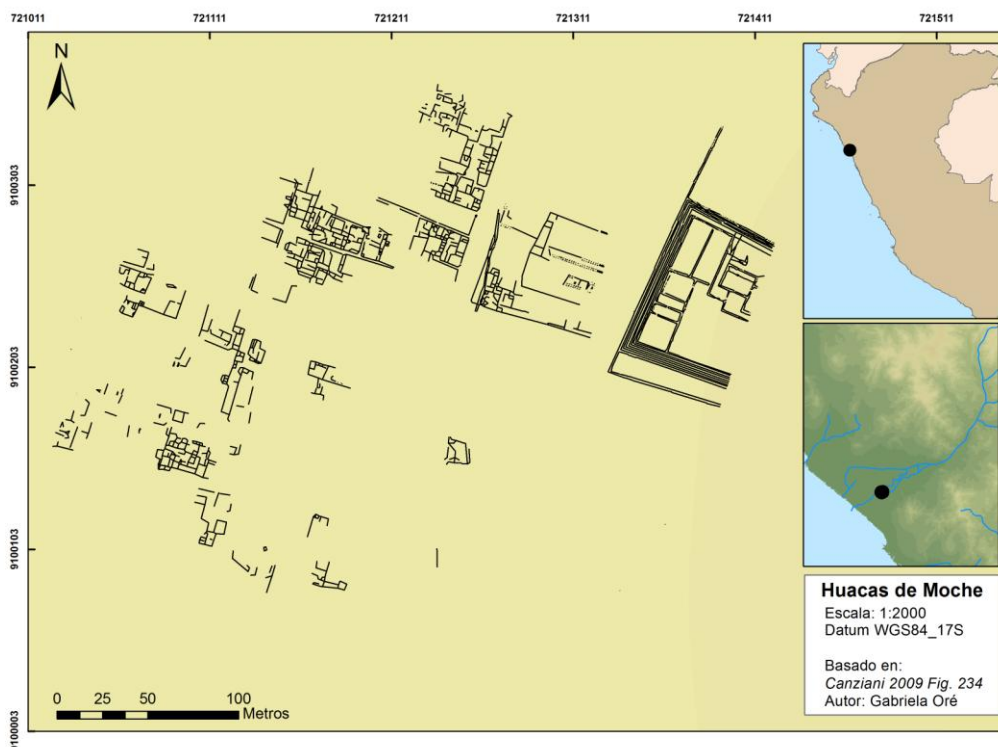 721011 721111 721211 721311 721411 721511
N
9100303
9100203
9100103
9100003
0 25 50 100
Metros
Huacas de Moche
Escala: 1:2000
Datum WGS84_17S
Basado en:
Canziani 2009 Fig. 234
Autor: Gabriela Oré